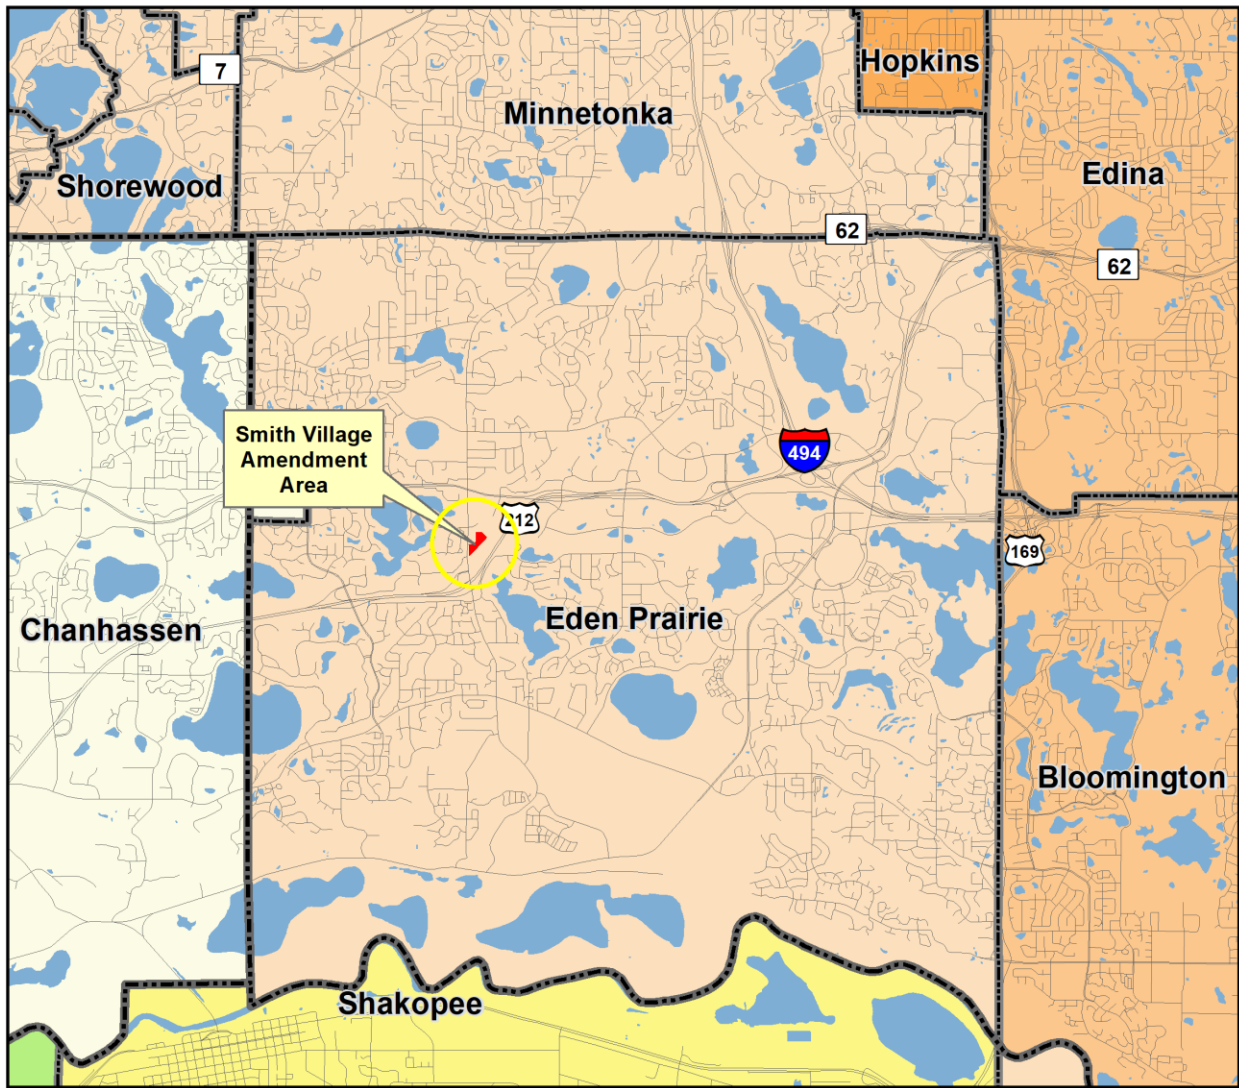 Hopkins
7
Minnetonka
Edina
Shorewood
62
62
Smith Village
Amendment
Area
494
212
169
Eden Prairie
Chanhassen
Bloomington
Shakopee